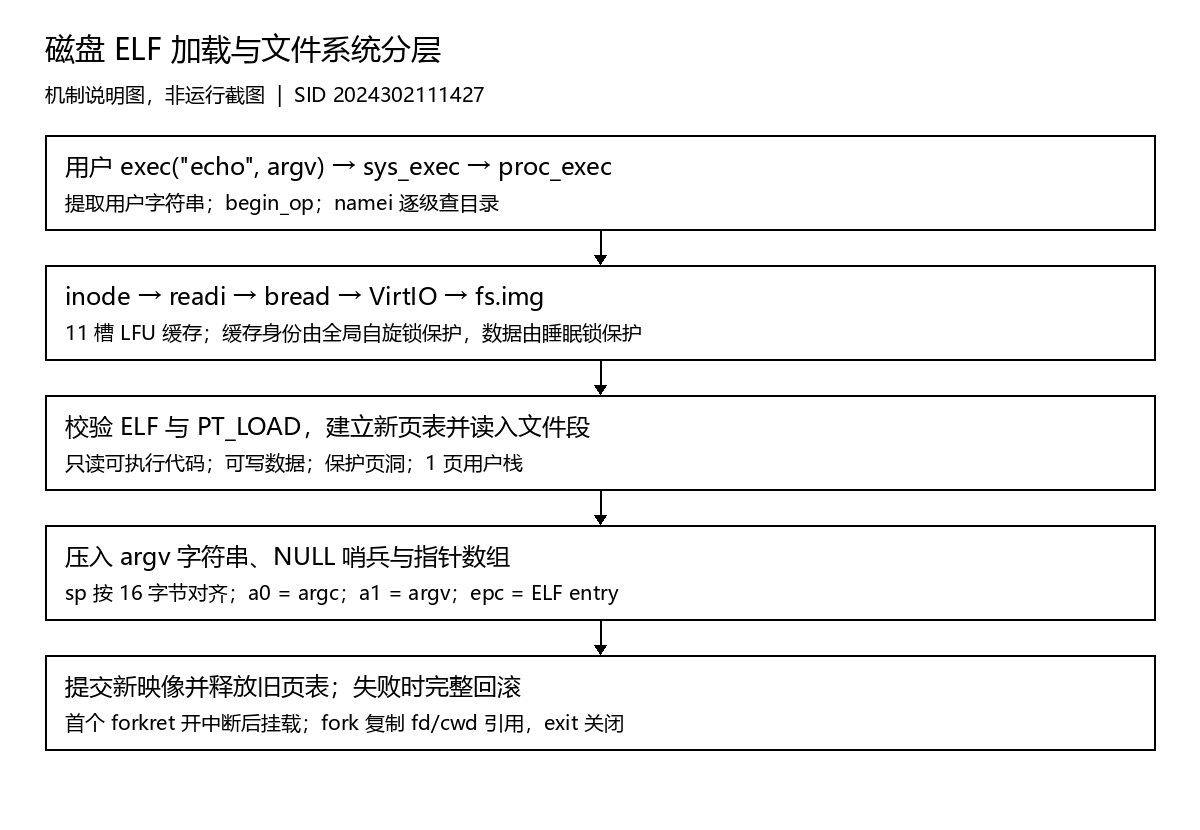 磁盘 ELF 加载与文件系统分层
机制说明图，非运行截图 | SID 2024302111427
用户 exec("echo", argv) → sys_exec → proc_exec
提取用户字符串；begin_op；namei 逐级查目录
inode → readi → bread → VirtIO → fs.img
11 槽 LFU 缓存；缓存身份由全局自旋锁保护，数据由睡眠锁保护
校验 ELF 与 PT_LOAD，建立新页表并读入文件段
只读可执行代码；可写数据；保护页洞；1 页用户栈
压入 argv 字符串、NULL 哨兵与指针数组
sp 按 16 字节对齐；a0 = argc；a1 = argv；epc = ELF entry
提交新映像并释放旧页表；失败时完整回滚
首个 forkret 开中断后挂载；fork 复制 fd/cwd 引用，exit 关闭